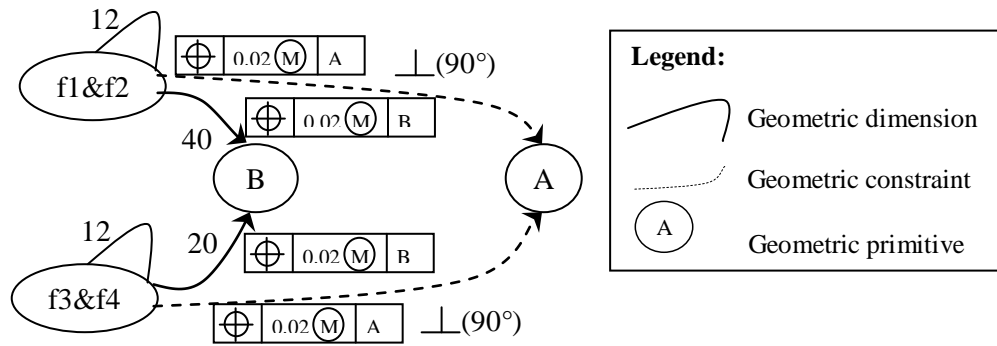 12
⌖ 0.02 Ⓜ A
⊥(90°)
f1&f2
⌖ 0.02 Ⓜ B
40
B
A
12
20
⌖ 0.02 Ⓜ B
f3&f4
⌖ 0.02 Ⓜ A
⊥(90°)
Legend:
Geometric dimension
Geometric constraint
A
Geometric primitive